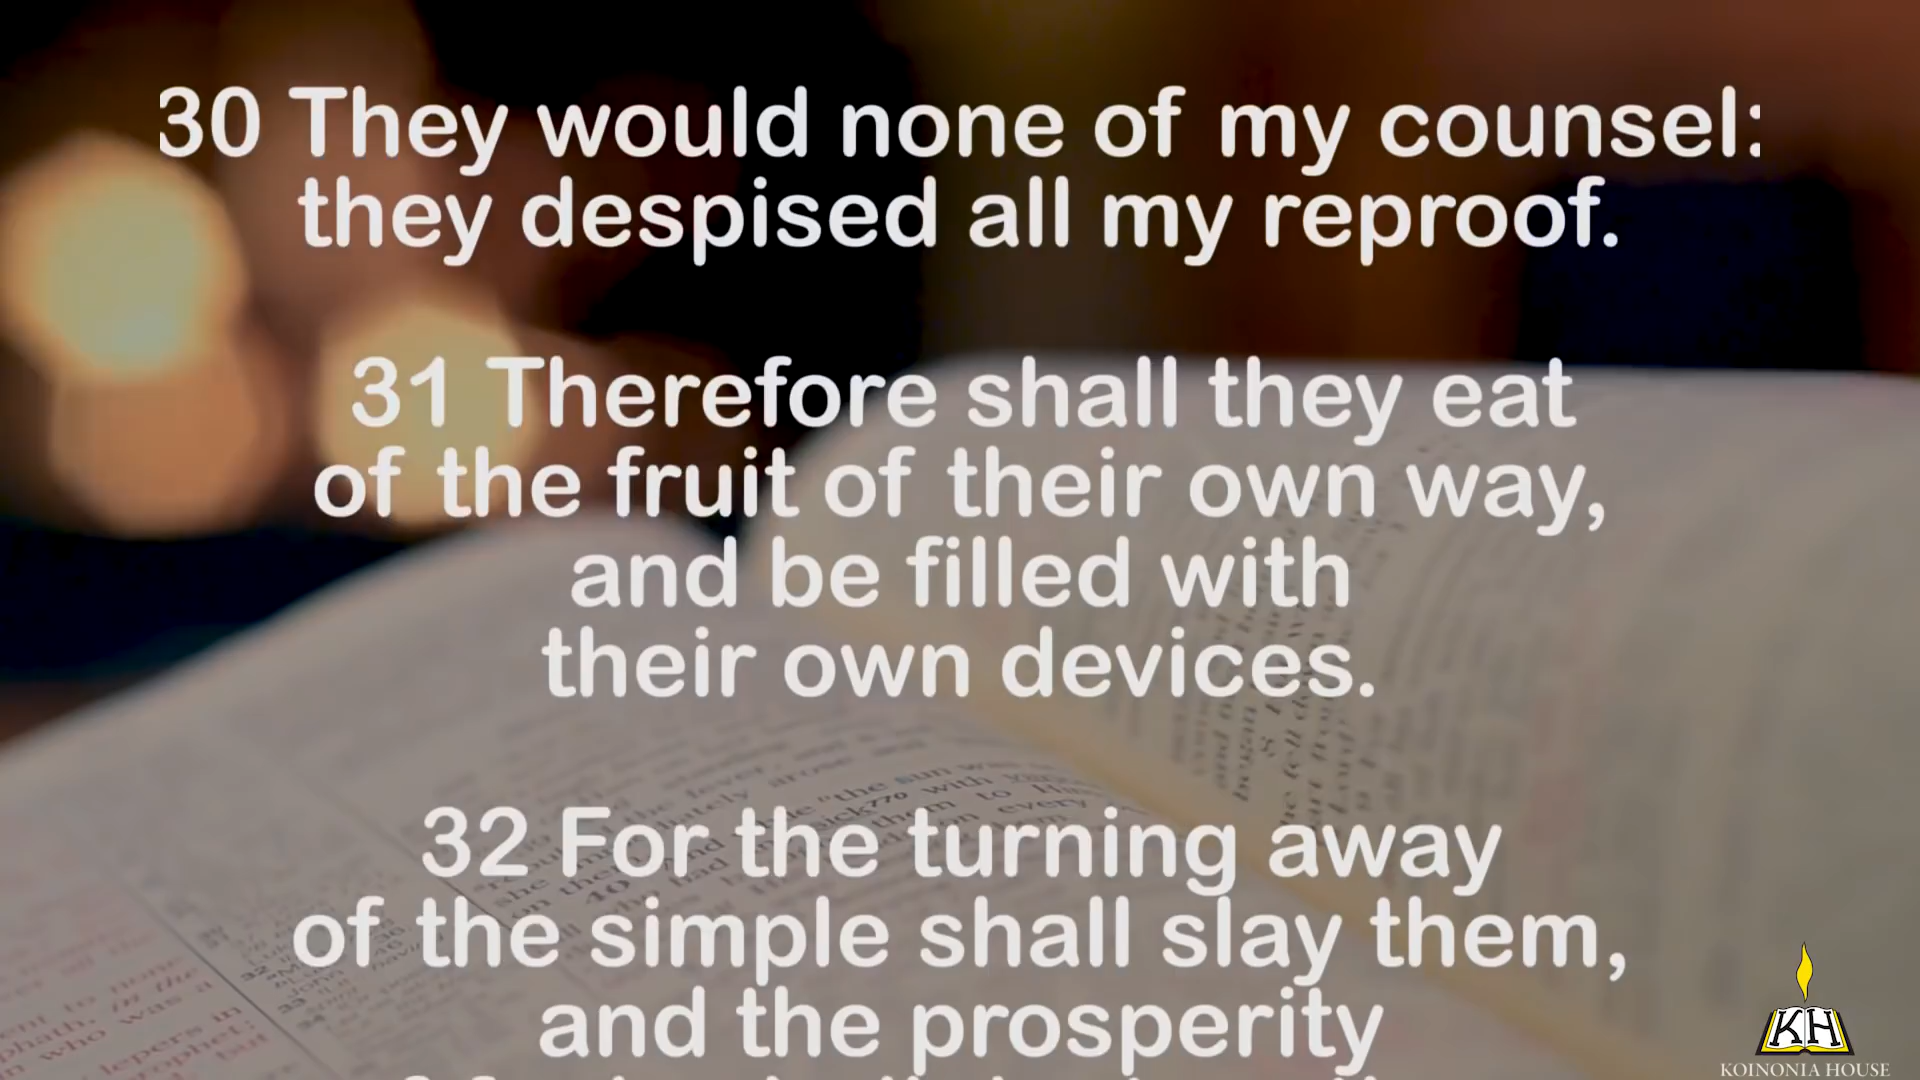 30 They would none of my counsel:
they despised all my reproof.
31 Therefore shall they eat
of the fruit of their own way,
and be filled with
their own devices.
32 For the turning away
of the simple shall slay them,
and the prosperity
KH
KOINONIA HOUSE